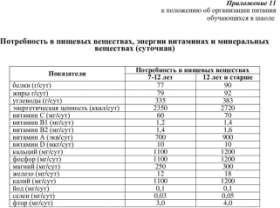 Приложение 11
к положению об организации питания
обучающихся в школе
Потребность в пищевых веществах, энергии витаминах и минеральных
веществах (суточная)
Показатели Потребность в пищевых веществах
7-12 лет 12 лет и старше
белки (г/сут) 77 90
жиры (г/сут) 79 92
углеводы (г/сут) 335 383
энергетическая ценность (ккал/сут) 2350 2720
витамин С (мг/сут) 60 70
витамин В1 (мг/сут) 1,2 1,4
витамин В2 (мг/сут) 1,4 1,6
витамин А (экв/сут) 700 900
витамин D (мкг/сут) 10 10
кальций (мг/сут) 1100 1200
фосфор (мг/сут) 1100 1200
магний (мг/сут) 250 300
железо (мг/сут) 12 18
калий (мг/сут) 1100 1200
йод (мг/сут) 0,1 0,1
селен (мг/сут) 0,03 0,05
фтор (мг/сут) 3,0 4,0